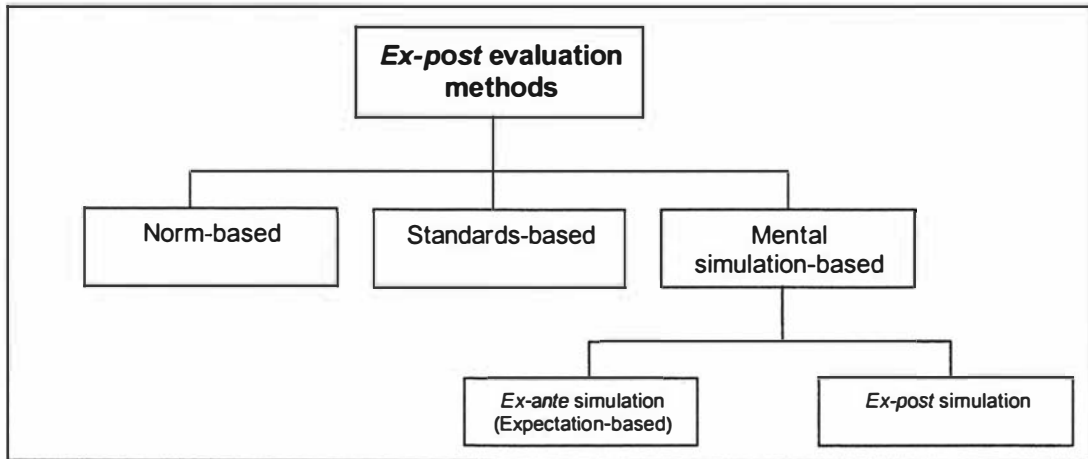 Ex-post evaluation
methods
Norm-based
Standards-based
Mental
simulation-based
Ex-ante simulation
(Expectation-based)
Ex-post simulation